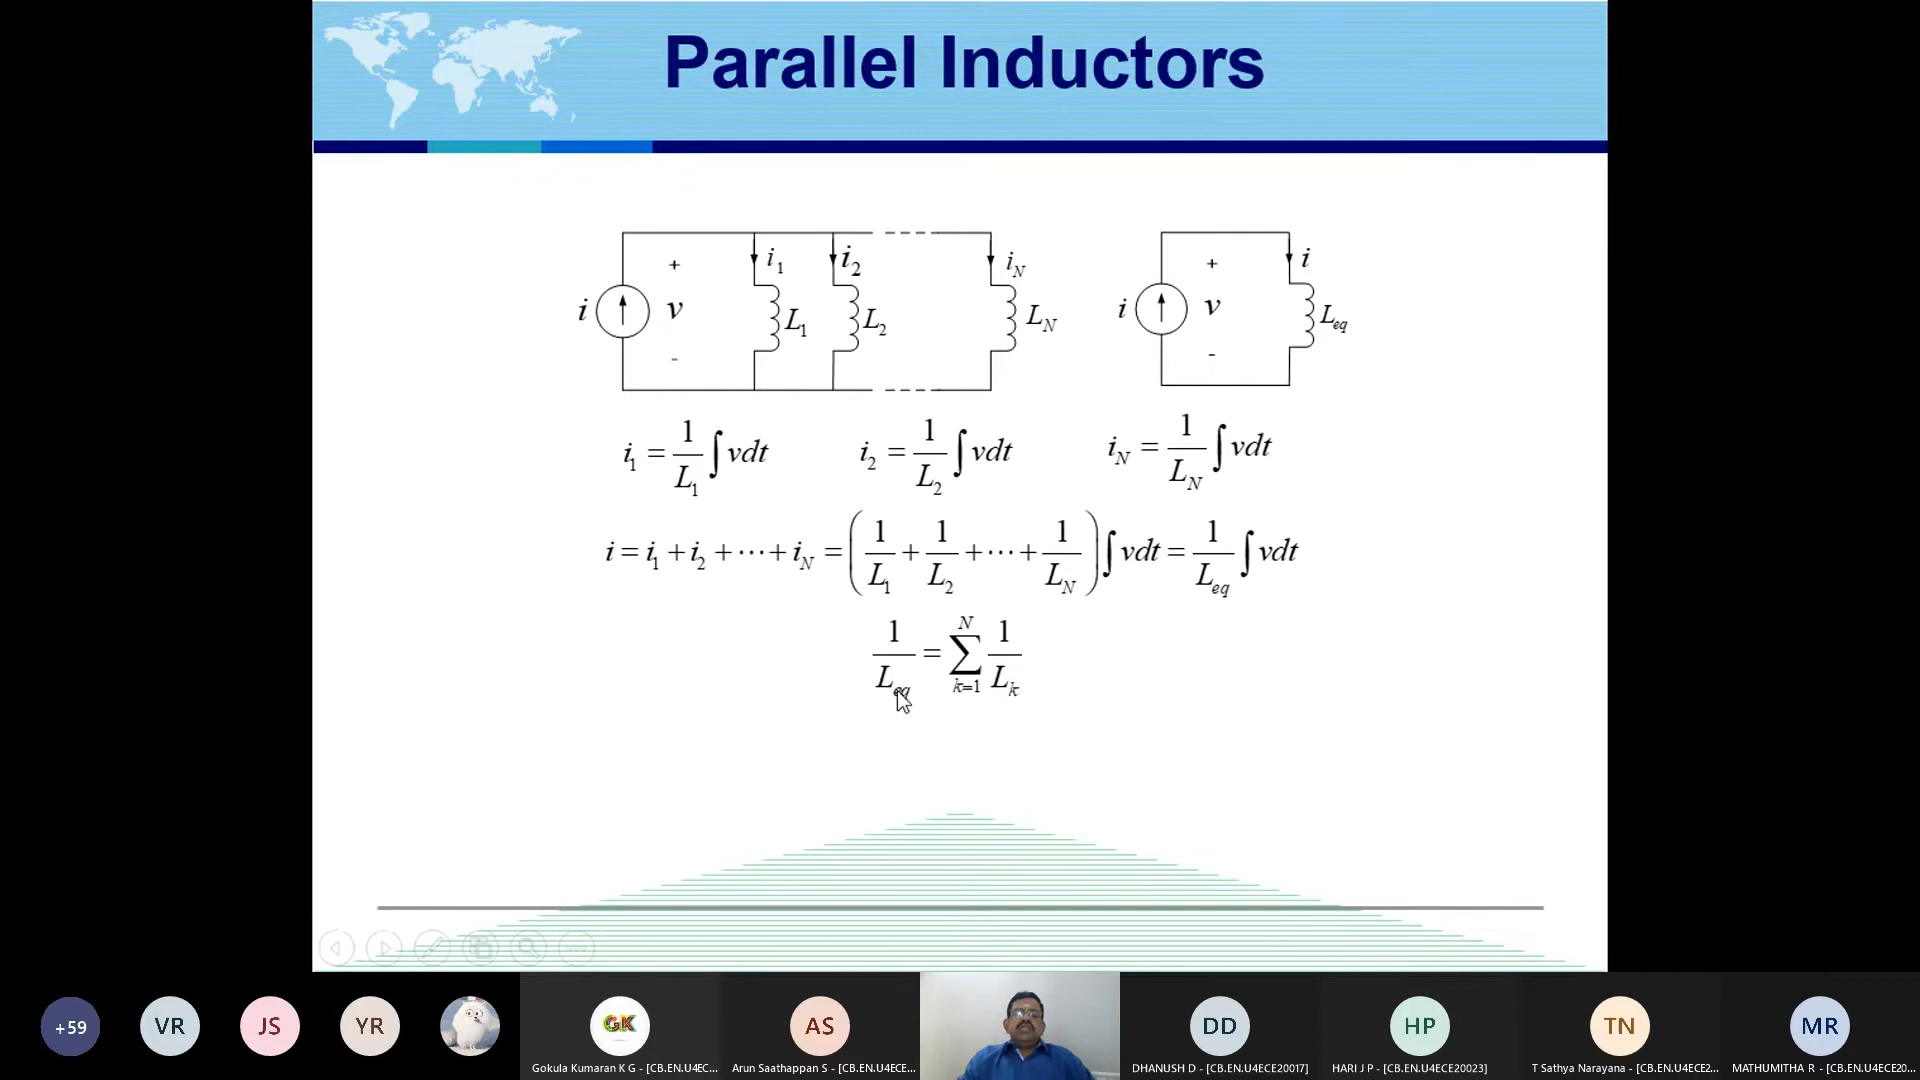 Parallel Inductors
i + v - i₁ L₁ i₂ L₂ i_N L_N
i + v - i L_eq
i₁ = 1/L₁ ∫ vdt i₂ = 1/L₂ ∫ vdt i_N = 1/L_N ∫ vdt
i = i₁ + i₂ + ⋯ + i_N = (1/L₁ + 1/L₂ + ⋯ + 1/L_N) ∫ vdt = 1/L_eq ∫ vdt
1/L_eq = ∑_{k=1}^{N} 1/L_k
+59 VR JS YR GK AS DD HP TN MR
Gokula Kumaran K G - [CB.EN.U4EC... Arun Saathappan S - [CB.EN.U4ECE... DHANUSH D - [CB.EN.U4ECE20017] HARI J P - [CB.EN.U4ECE20023] T Sathya Narayana - [CB.EN.U4ECE2... MATHUMITHA R - [CB.EN.U4ECE20...